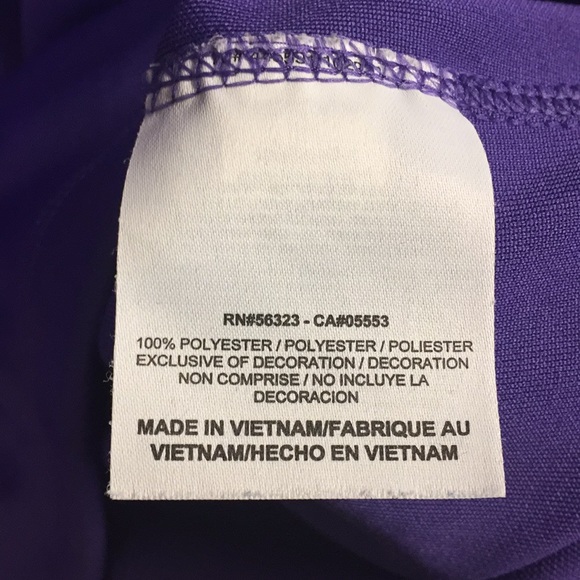 RN#56323 - CA#05553
100% POLYESTER / POLYESTER / POLIESTER
EXCLUSIVE OF DECORATION / DECORATION
NON COMPRISE / NO INCLUYE LA
DECORACION
MADE IN VIETNAM/FABRIQUE AU
VIETNAM/HECHO EN VIETNAM